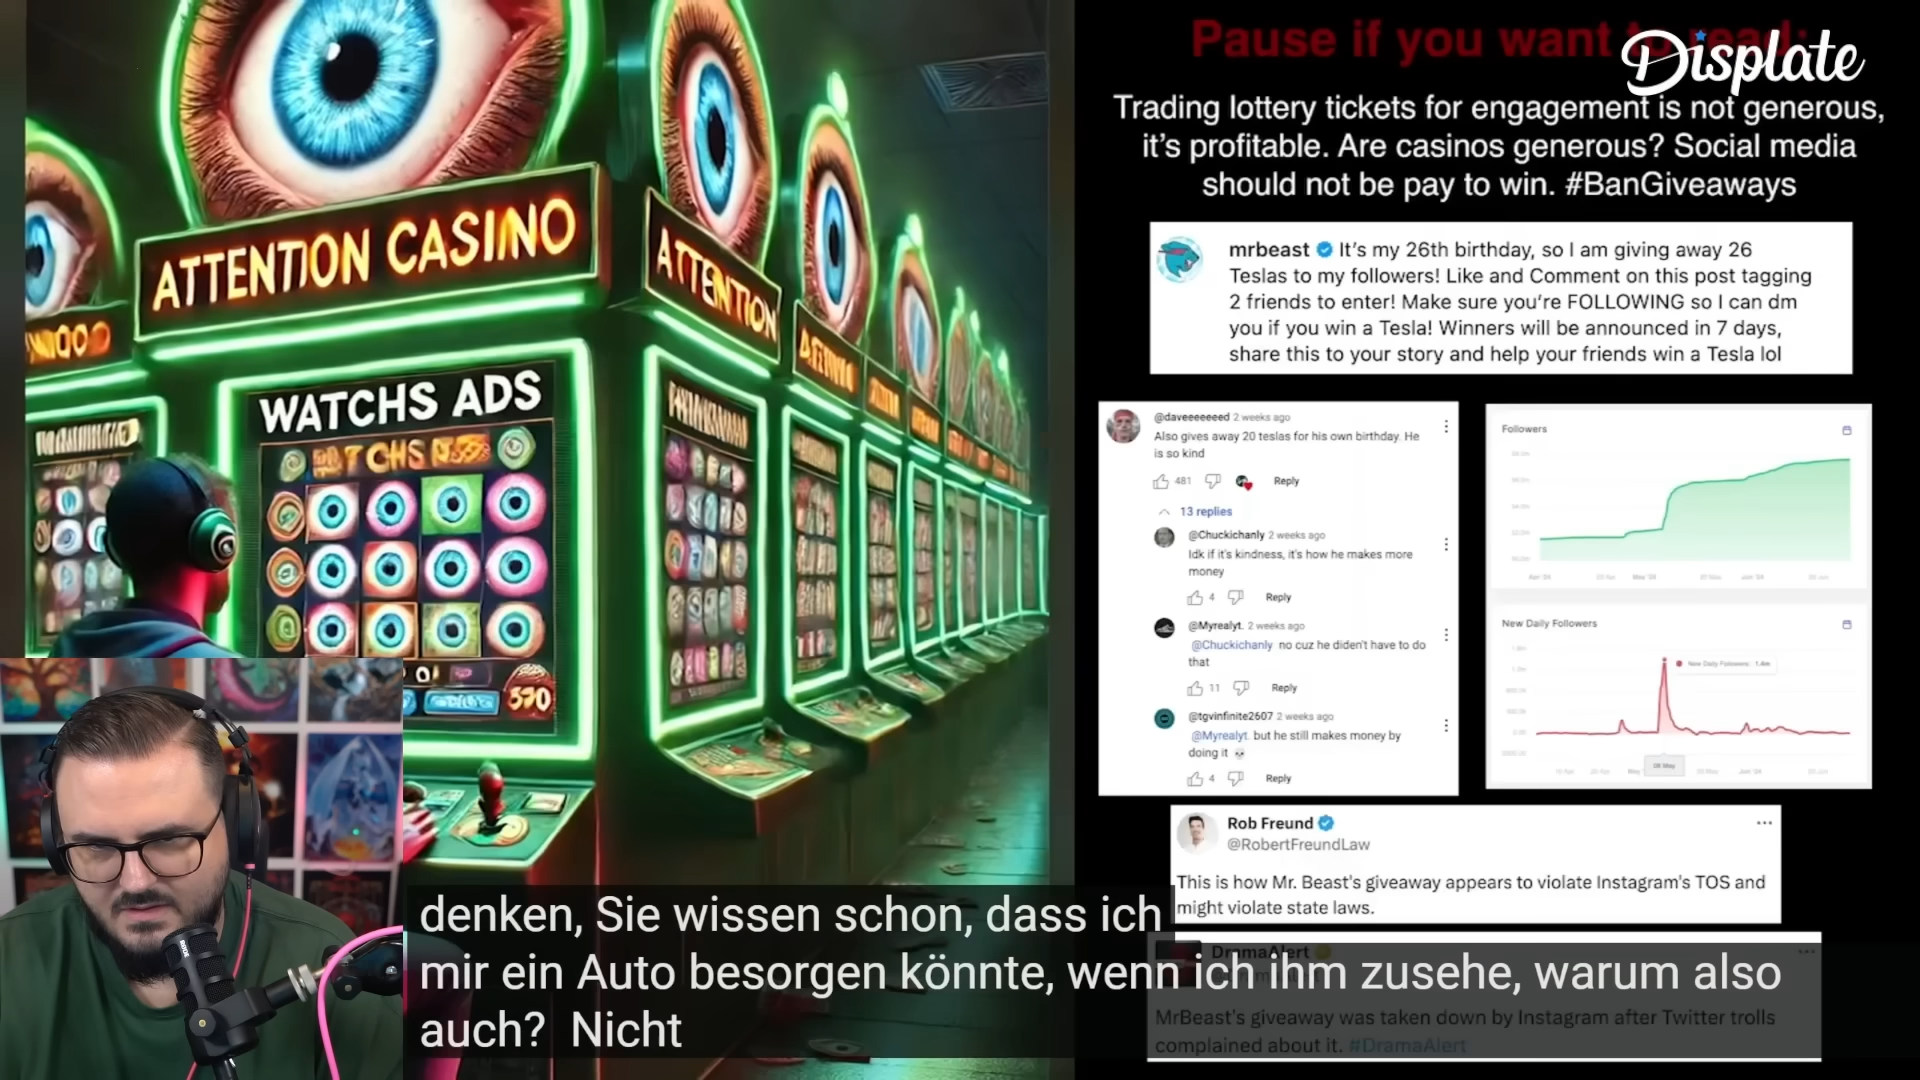 Pause if you want to read:
Displate
Trading lottery tickets for engagement is not generous,
it's profitable. Are casinos generous? Social media
should not be pay to win. #BanGiveaways
ATTENTION CASINO
ATTENTION
WATCHS ADS
mrbeast It's my 26th birthday, so I am giving away 26
Teslas to my followers! Like and Comment on this post tagging
2 friends to enter! Make sure you're FOLLOWING so I can dm
you if you win a Tesla! Winners will be announced in 7 days,
share this to your story and help your friends win a Tesla lol
@daveeeeeeed 2 weeks ago
Also gives away 20 teslas for his own birthday. He
is so kind
481 Reply
13 replies
@Chuckichanly 2 weeks ago
Idk if it's kindness, it's how he makes more
money
4 Reply
@Myrealyt. 2 weeks ago
@Chuckichanly no cuz he diden't have to do
that
11 Reply
@tgvinfinite2607 2 weeks ago
@Myrealyt. but he still makes money by
doing it 💀
4 Reply
Followers
New Daily Followers
New Daily Followers: 1.4m
08 May
Rob Freund
@RobertFreundLaw
This is how Mr. Beast's giveaway appears to violate Instagram's TOS and
might violate state laws.
DramaAlert
MrBeast's giveaway was taken down by Instagram after Twitter trolls
complained about it. #DramaAlert
denken, Sie wissen schon, dass ich
mir ein Auto besorgen könnte, wenn ich ihm zusehe, warum also
auch? Nicht